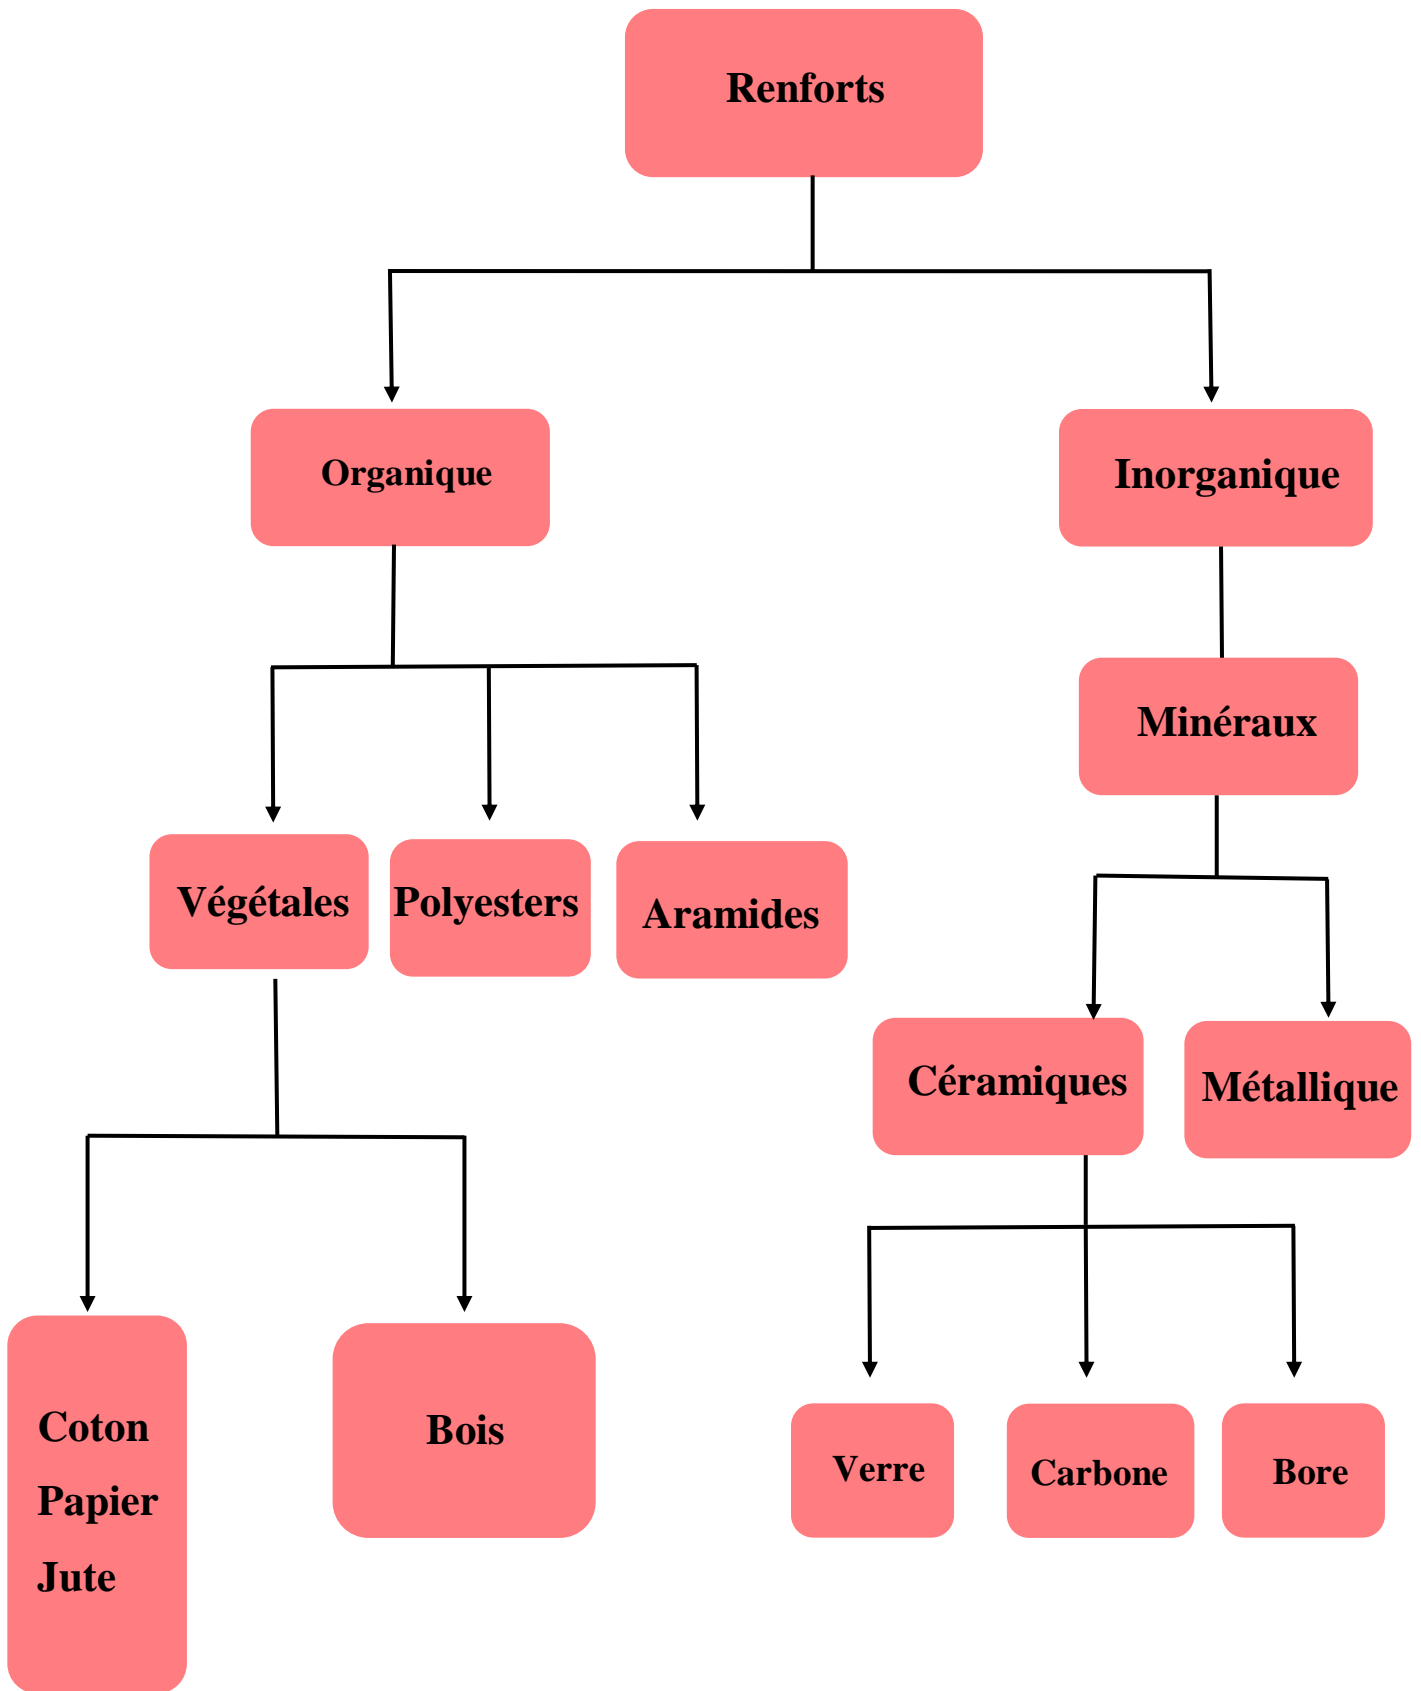 Renforts
Organique
Inorganique
Minéraux
Végétales
Polyesters
Aramides
Céramiques
Métallique
Coton
Papier
Jute
Bois
Verre
Carbone
Bore